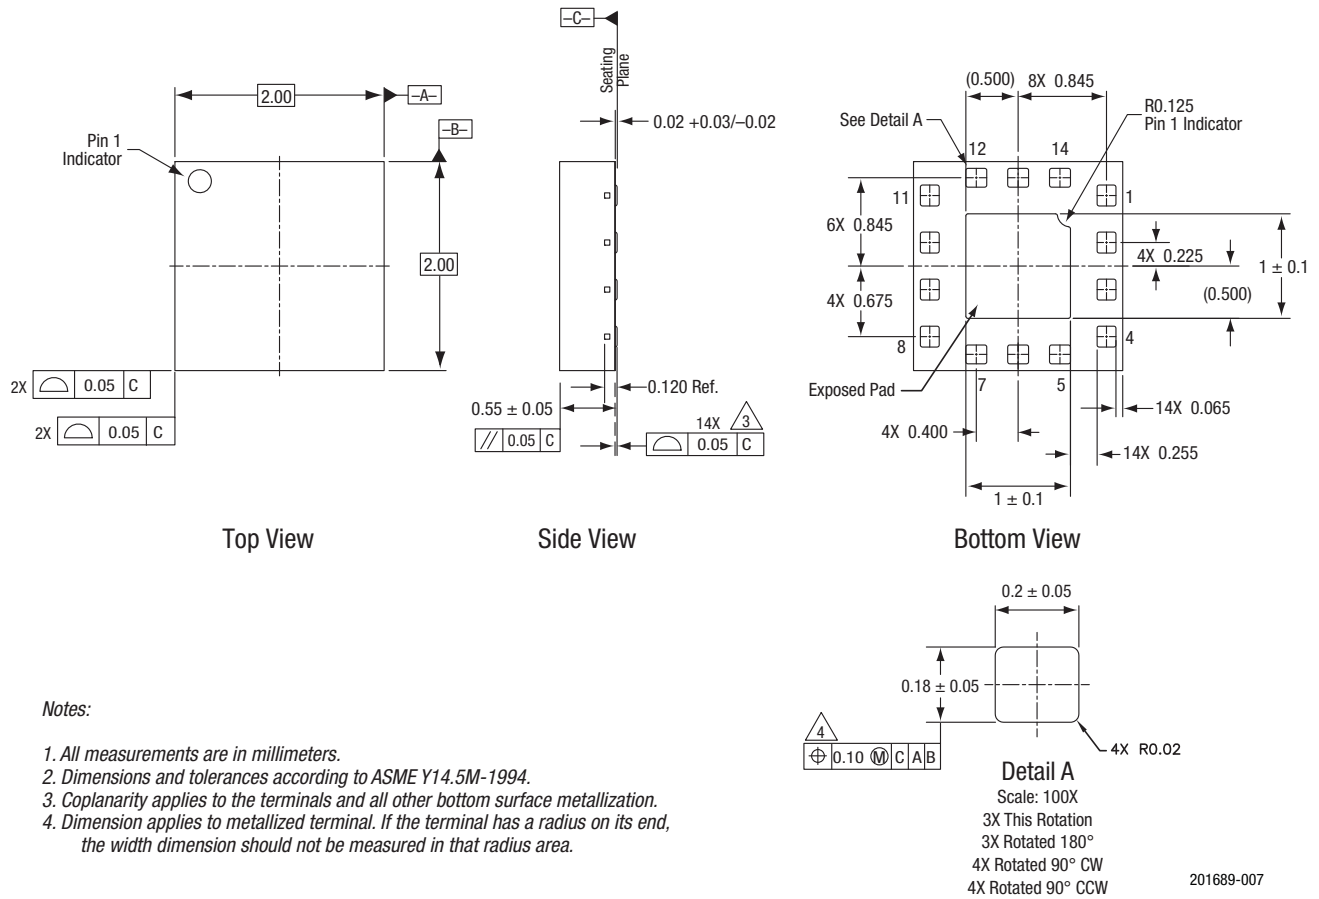 –C–
Seating
Plane
2.00
–A–
–B–
Pin 1
Indicator
2.00
2X 0.05 C
2X 0.05 C
Top View
0.02 +0.03/–0.02
0.120 Ref.
0.55 ± 0.05
// 0.05 C
14X 3
0.05 C
Side View
(0.500)
8X 0.845
See Detail A
R0.125
Pin 1 Indicator
12
14
11
1
6X 0.845
4X 0.225
1 ± 0.1
4X 0.675
(0.500)
8
4
7
5
Exposed Pad
14X 0.065
4X 0.400
14X 0.255
1 ± 0.1
Bottom View
0.2 ± 0.05
0.18 ± 0.05
4
⌖ 0.10 Ⓜ C A B
4X R0.02
Detail A
Scale: 100X
3X This Rotation
3X Rotated 180°
4X Rotated 90° CW
4X Rotated 90° CCW
Notes:
1. All measurements are in millimeters.
2. Dimensions and tolerances according to ASME Y14.5M-1994.
3. Coplanarity applies to the terminals and all other bottom surface metallization.
4. Dimension applies to metallized terminal. If the terminal has a radius on its end,
the width dimension should not be measured in that radius area.
201689-007